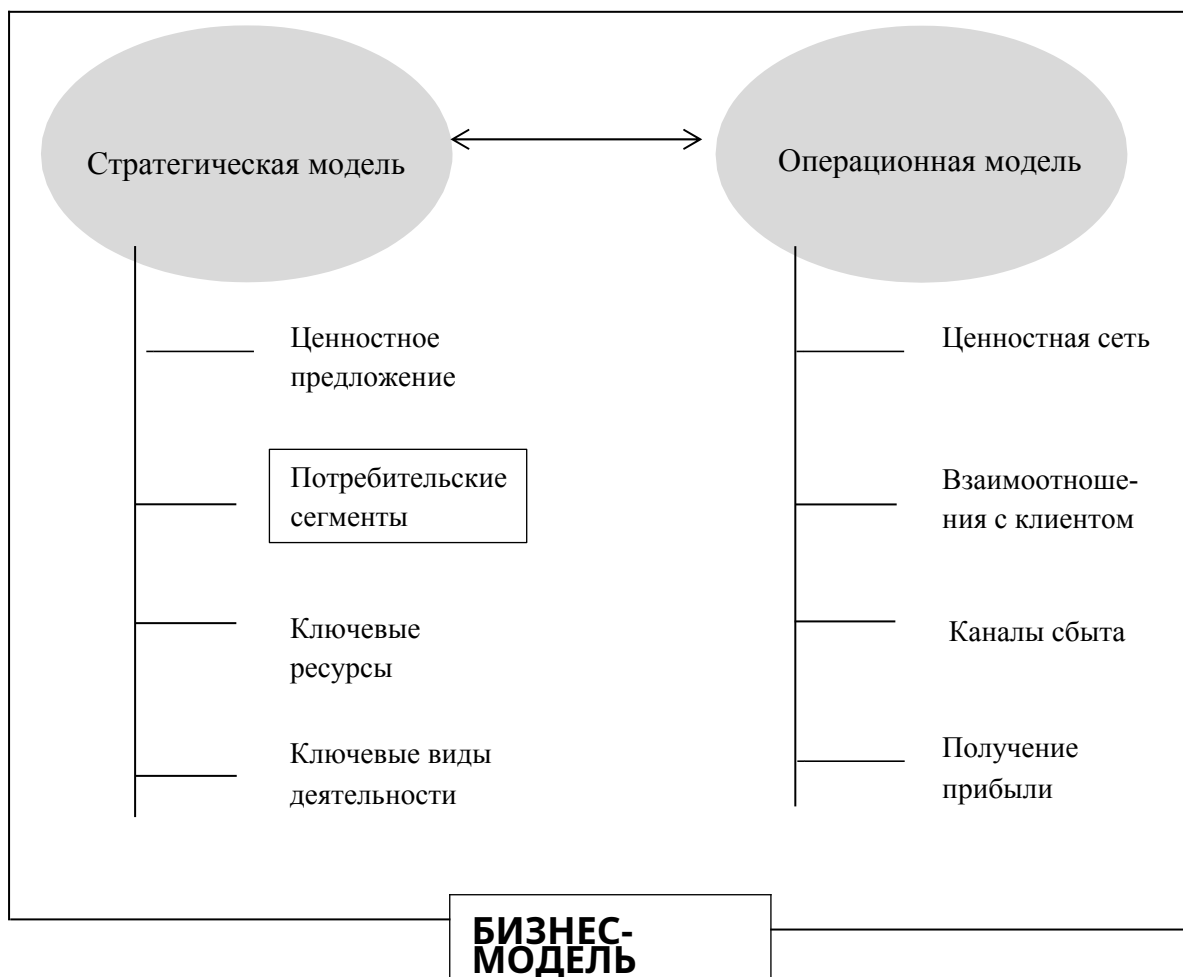 Стратегическая модель
Операционная модель
Ценностное
предложение
Потребительские
сегменты
Ключевые
ресурсы
Ключевые виды
деятельности
Ценностная сеть
Взаимоотноше-
ния с клиентом
Каналы сбыта
Получение
прибыли
БИЗНЕС-
МОДЕЛЬ